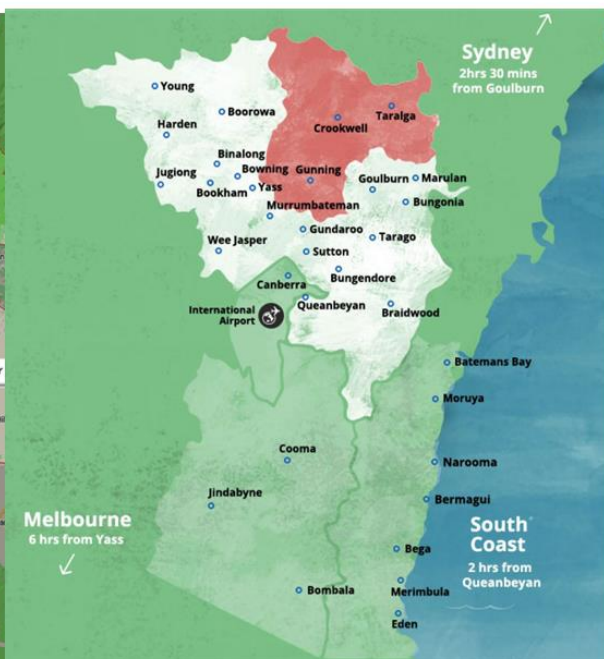 Sydney
2hrs 30 mins
from Goulburn
Young
Boorowa
Taralga
Crookwell
Harden
Binalong
Bowning
Gunning
Goulburn
Marulan
Jugiong
Bookham
Yass
Bungonia
Murrumbateman
Gundaroo
Tarago
Wee Jasper
Sutton
Bungendore
Canberra
Queanbeyan
Braidwood
International
Airport
Batemans Bay
Moruya
Cooma
Narooma
Jindabyne
Bermagui
Melbourne
6 hrs from Yass
South
Coast
2 hrs from
Queanbeyan
Bega
Bombala
Merimbula
Eden